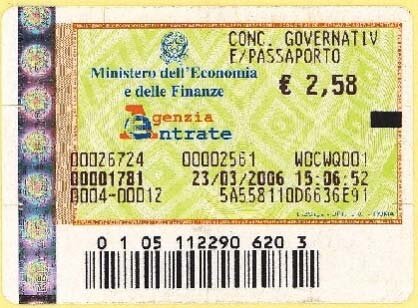 CONC. GOVERNATIV
E/PASSAPORTO
Ministero dell'Economia
e delle Finanze
€ 2,58
Agenzia
Entrate
00026724 00002561 WDCWQ001
00001781 23/03/2006 15:06:52
0004-00012 5A558110D6636E91
0 1 05 112290 620 3